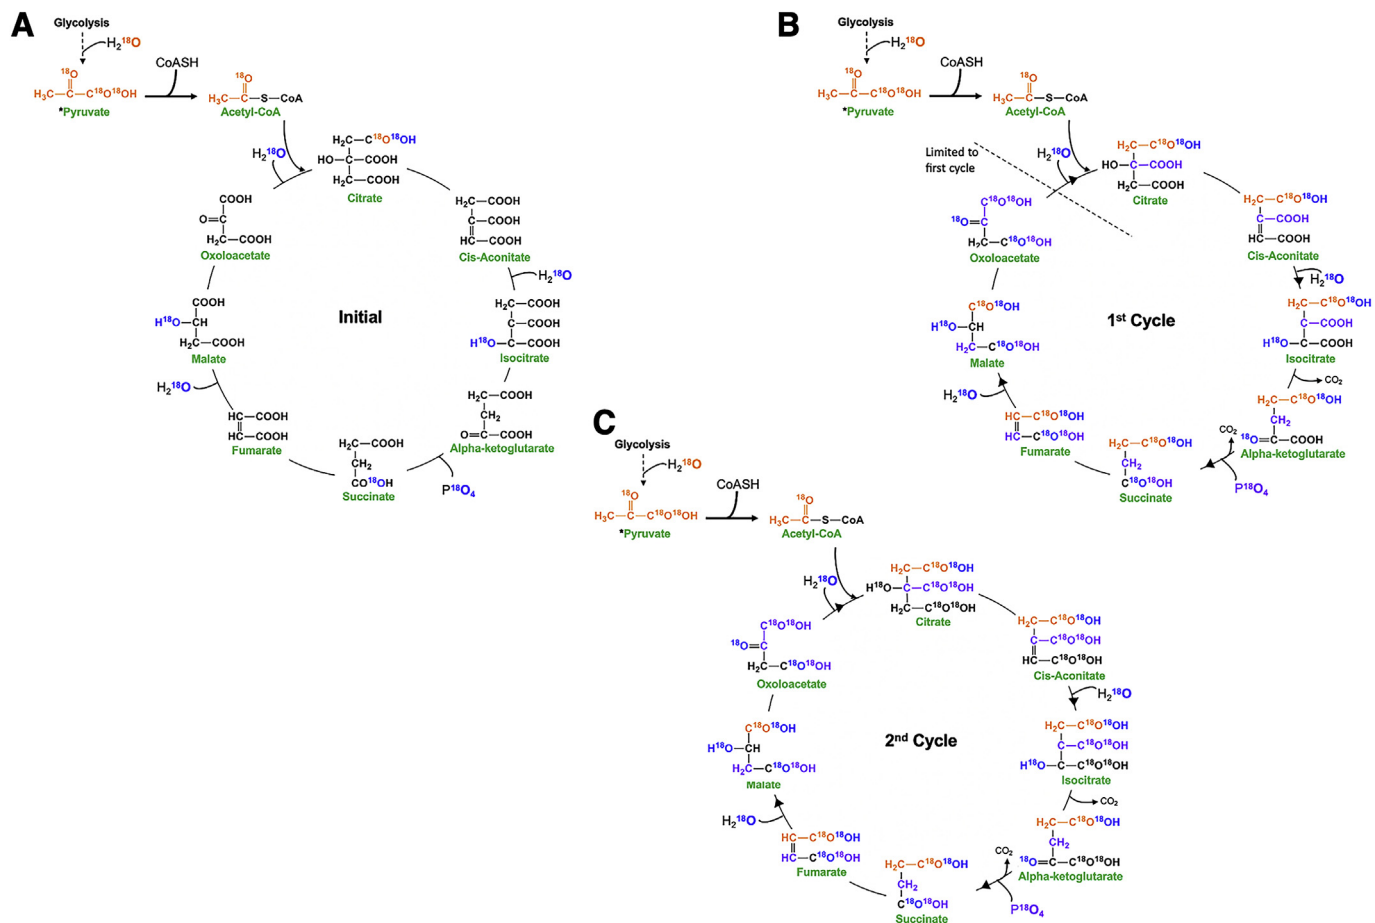 A
Glycolysis
H218O
CoASH
18O
H3C—C—C18O18OH
*Pyruvate
18O
H3C—C—S—CoA
Acetyl-CoA
H218O
H2C—C18O18OH
HO—C—COOH
H2C—COOH
Citrate
H2C—COOH
C—COOH
HC—COOH
Cis-Aconitate
H218O
H2C—COOH
C—COOH
H18O—C—COOH
Isocitrate
H2C—COOH
CH2
O=C—COOH
Alpha-ketoglutarate
P18O4
H2C—COOH
CH2
CO18OH
Succinate
HC—COOH
HC—COOH
Fumarate
H218O
COOH
H18O—CH
H2C—COOH
Malate
COOH
O=C
H2C—COOH
Oxoloacetate
Initial
B
Glycolysis
H218O
CoASH
18O
H3C—C—C18O18OH
*Pyruvate
18O
H3C—C—S—CoA
Acetyl-CoA
Limited to
first cycle
H218O
H2C—C18O18OH
HO—C—COOH
H2C—COOH
Citrate
H2C—C18O18OH
C—COOH
HC—COOH
Cis-Aconitate
H218O
H2C—C18O18OH
C—COOH
H18O—C—COOH
Isocitrate
CO2
H2C—C18O18OH
CH2
18O=C—COOH
Alpha-ketoglutarate
CO2
P18O4
H2C—C18O18OH
CH2
C18O18OH
Succinate
HC—C18O18OH
HC—C18O18OH
Fumarate
H218O
C18O18OH
H18O—CH
H2C—C18O18OH
Malate
C18O18OH
18O=C
H2C—C18O18OH
Oxoloacetate
1st Cycle
C
Glycolysis
H218O
CoASH
18O
H3C—C—C18O18OH
*Pyruvate
18O
H3C—C—S—CoA
Acetyl-CoA
H218O
H2C—C18O18OH
H18O—C—C18O18OH
H2C—C18O18OH
Citrate
H2C—C18O18OH
C—C18O18OH
HC—C18O18OH
Cis-Aconitate
H218O
H2C—C18O18OH
C—C18O18OH
H18O—C—C18O18OH
Isocitrate
CO2
H2C—C18O18OH
CH2
18O=C—C18O18OH
Alpha-ketoglutarate
CO2
P18O4
H2C—C18O18OH
CH2
C18O18OH
Succinate
HC—C18O18OH
HC—C18O18OH
Fumarate
H218O
C18O18OH
H18O—CH
H2C—C18O18OH
Malate
C18O18OH
18O=C
H2C—C18O18OH
Oxoloacetate
2nd Cycle